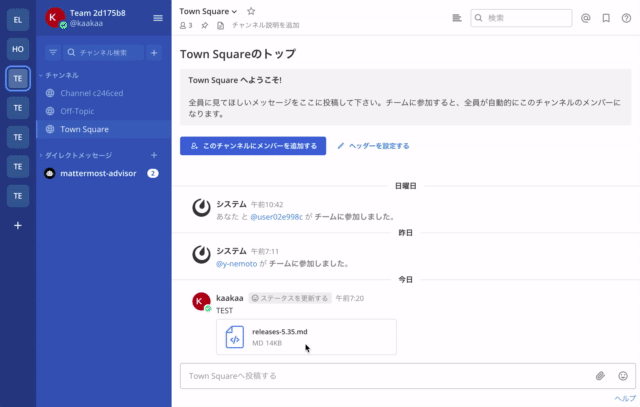 EL
HO
TE
TE
TE
TE
TE
K
Team 2d175b8
@kaakaa
チャンネル検索
チャンネル
Channel c246ced
Off-Topic
Town Square
ダイレクトメッセージ
mattermost-advisor
2
Town Square
3
チャンネル説明を追加
検索
Town Squareのトップ
Town Square へようこそ!
全員に見てほしいメッセージをここに投稿して下さい。チームに参加すると、全員が自動的にこのチャンネルのメンバーに
なります。
このチャンネルにメンバーを追加する
ヘッダーを設定する
日曜日
システム 午前10:42
あなた と @user02e998c が チームに参加しました。
昨日
システム 午前7:11
@y-nemoto が チームに参加しました。
今日
K
kaakaa ステータスを更新する 午前7:20
TEST
releases-5.35.md
MD 14KB
Town Squareへ投稿する
ヘルプ